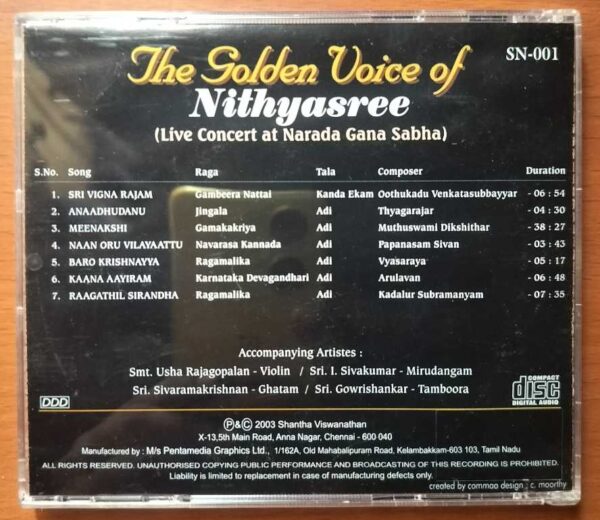 The Golden Voice of
SN-001
Nithyasree
(Live Concert at Narada Gana Sabha)
S.No. Song Raga Tala Composer Duration
1. SRI VIGNA RAJAM Gambeera Nattai Kanda Ekam Oothukadu Venkatasubbayyar - 06 : 54
2. ANAADHUDANU Jingala Adi Thyagarajar - 04 : 30
3. MEENAKSHI Gamakakriya Adi Muthuswami Dikshithar - 38 : 27
4. NAAN ORU VILAYAATTU Navarasa Kannada Adi Papanasam Sivan - 03 : 43
5. BARO KRISHNAYYA Ragamalika Adi Vyasaraya - 05 : 17
6. KAANA AAYIRAM Karnataka Devagandhari Adi Arulavan - 06 : 48
7. RAAGATHIL SIRANDHA Ragamalika Adi Kadalur Subramanyam - 07 : 35
Accompanying Artistes :
Smt. Usha Rajagopalan - Violin / Sri. I. Sivakumar - Mirudangam
Sri. Sivaramakrishnan - Ghatam / Sri. Gowrishankar - Tamboora
DDD
COMPACT
disc
DIGITAL AUDIO
Ⓟ&© 2003 Shantha Viswanathan
X-13,5th Main Road, Anna Nagar, Chennai - 600 040
Manufactured by : M/s Pentamedia Graphics Ltd., 1/162A, Old Mahabalipuram Road, Kelambakkam-603 103, Tamil Nadu
ALL RIGHTS RESERVED. UNAUTHORISED COPYING PUBLIC PERFORMANCE AND BROADCASTING OF THIS RECORDING IS PROHIBITED.
Liability is limited to replacement in case of manufacturing defects only.
created by commaa design : c. moorthy